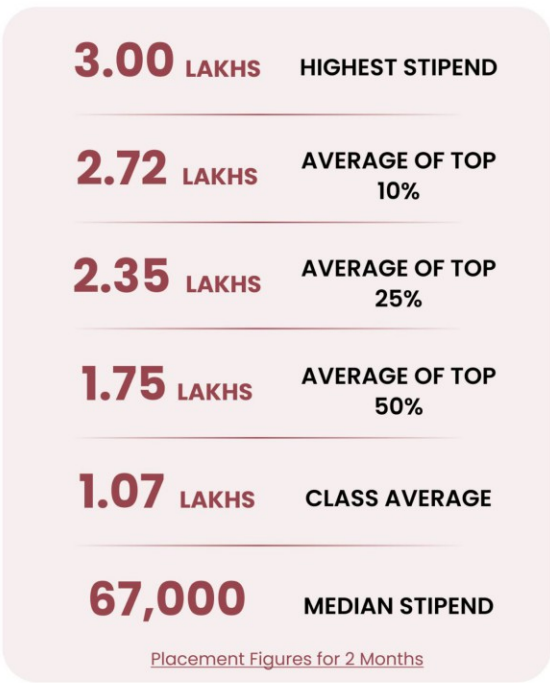 3.00 LAKHS HIGHEST STIPEND
2.72 LAKHS AVERAGE OF TOP
10%
2.35 LAKHS AVERAGE OF TOP
25%
1.75 LAKHS AVERAGE OF TOP
50%
1.07 LAKHS CLASS AVERAGE
67,000 MEDIAN STIPEND
Placement Figures for 2 Months